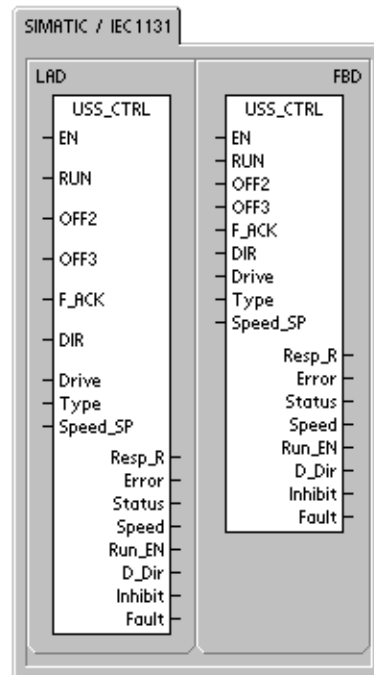 SIMATIC / IEC1131
LAD
USS_CTRL
EN
RUN
OFF2
OFF3
F_ACK
DIR
Drive
Type
Speed_SP
Resp_R
Error
Status
Speed
Run_EN
D_Dir
Inhibit
Fault
FBD
USS_CTRL
EN
RUN
OFF2
OFF3
F_ACK
DIR
Drive
Type
Speed_SP
Resp_R
Error
Status
Speed
Run_EN
D_Dir
Inhibit
Fault